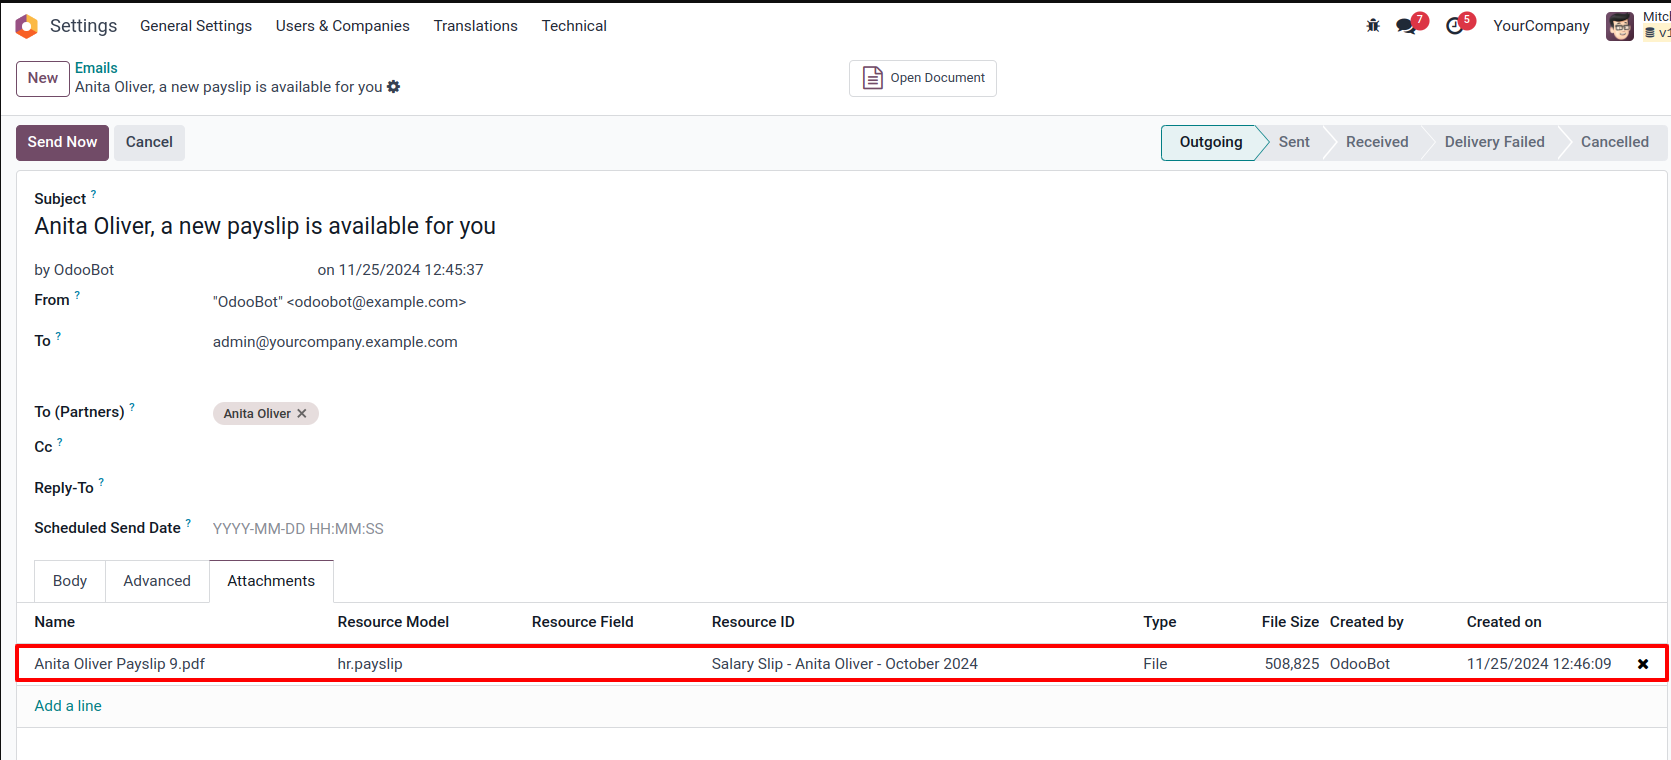 Settings General Settings Users & Companies Translations Technical 7 5 YourCompany Mitch
New Emails
Anita Oliver, a new payslip is available for you
Open Document
Send Now Cancel Outgoing Sent Received Delivery Failed Cancelled
Subject ?
Anita Oliver, a new payslip is available for you
by OdooBot on 11/25/2024 12:45:37
From ? "OdooBot" <odoobot@example.com>
To ? admin@yourcompany.example.com
To (Partners) ? Anita Oliver ×
Cc ?
Reply-To ?
Scheduled Send Date ? YYYY-MM-DD HH:MM:SS
Body Advanced Attachments
Name Resource Model Resource Field Resource ID Type File Size Created by Created on
Anita Oliver Payslip 9.pdf hr.payslip Salary Slip - Anita Oliver - October 2024 File 508,825 OdooBot 11/25/2024 12:46:09
Add a line